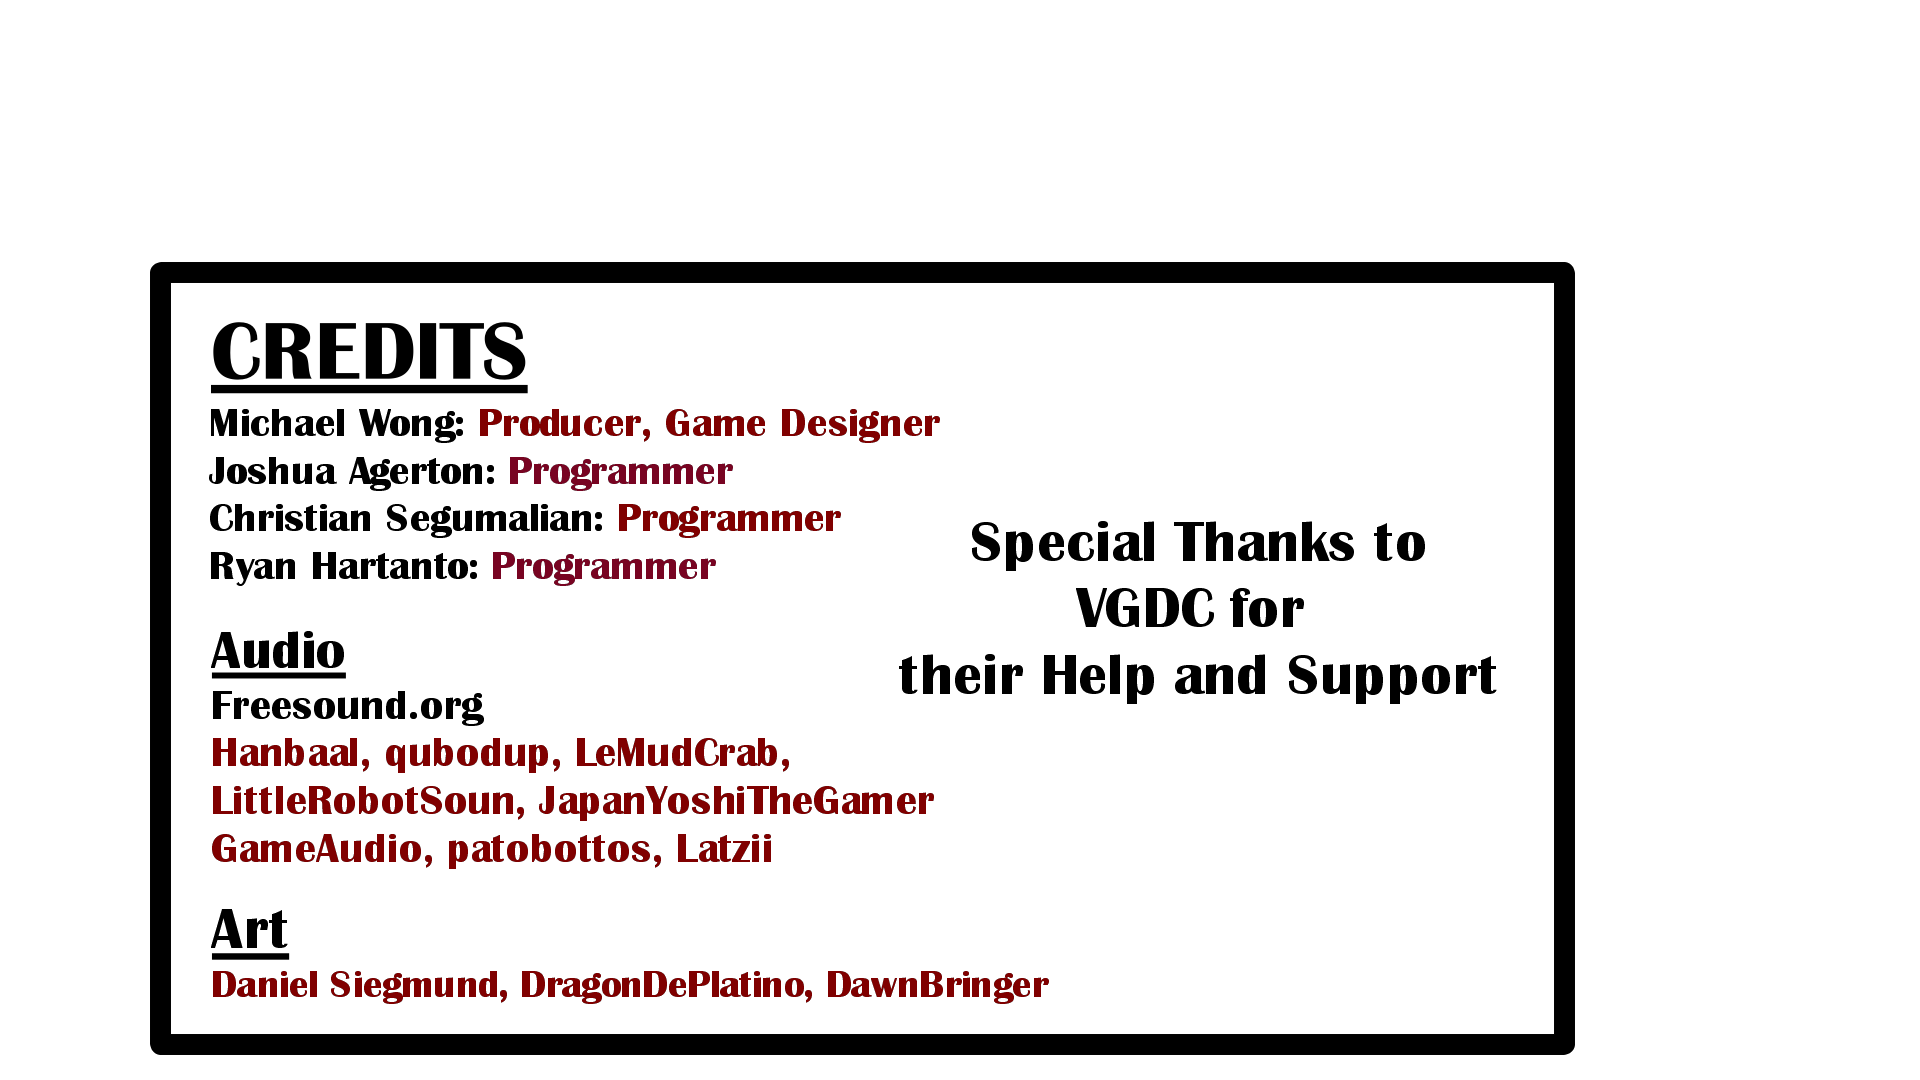 CREDITS
Michael Wong: Producer, Game Designer
Joshua Agerton: Programmer
Christian Segumalian: Programmer
Ryan Hartanto: Programmer
Audio
Freesound.org
Hanbaal, qubodup, LeMudCrab,
LittleRobotSoun, JapanYoshiTheGamer
GameAudio, patobottos, Latzii
Art
Daniel Siegmund, DragonDePlatino, DawnBringer
Special Thanks to
VGDC for
their Help and Support